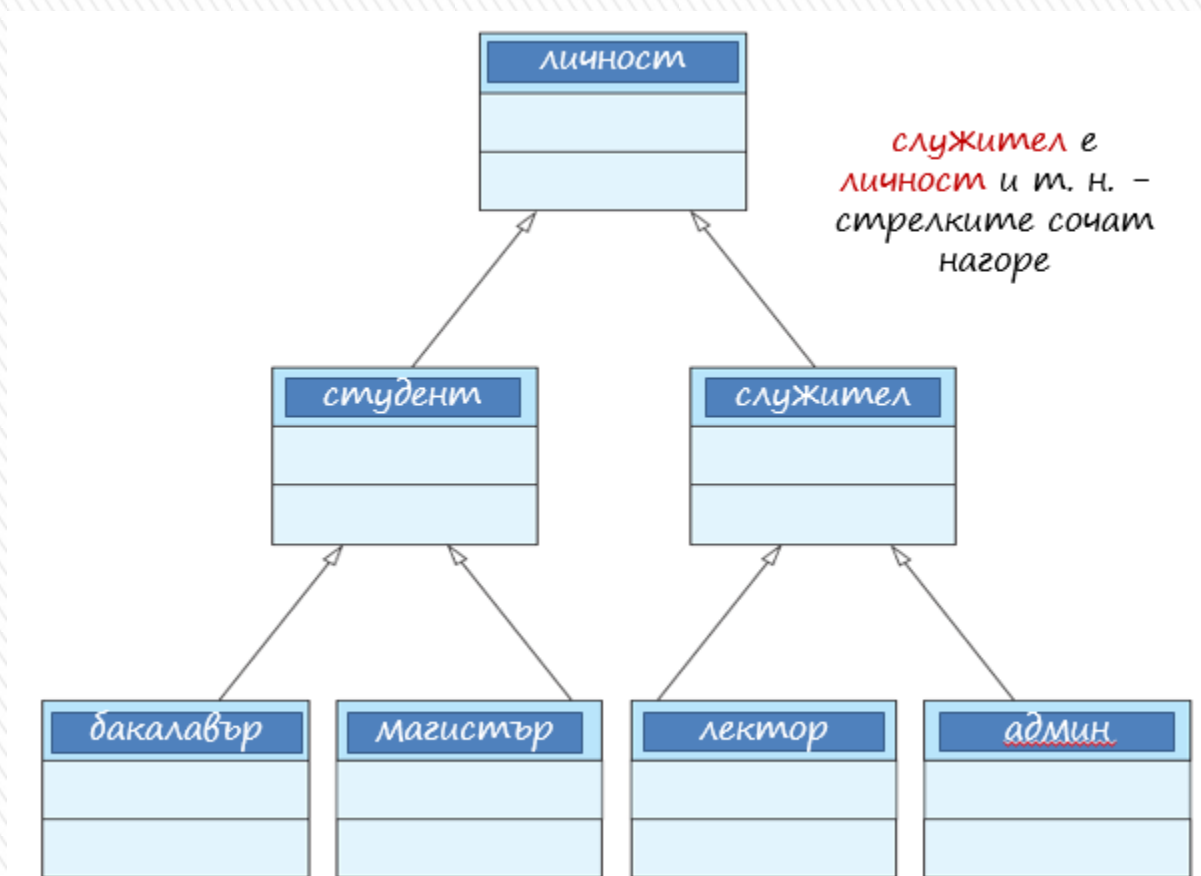 личност
служител е
личност и т. н. –
стрелките сочат
нагоре
студент
служител
бакалавър
магистър
лектор
админ